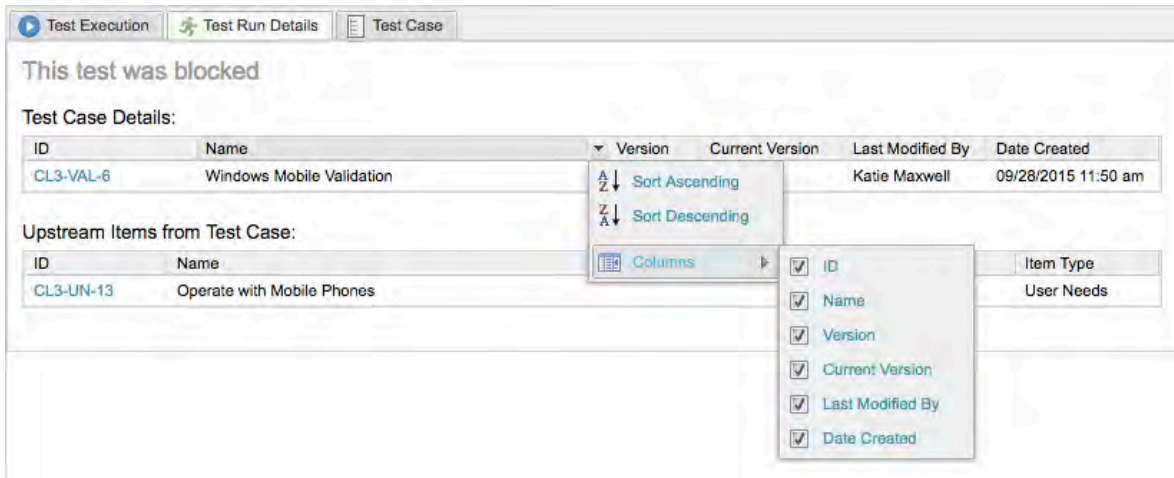 Test Execution Test Run Details Test Case
This test was blocked
Test Case Details:
ID Name Version Current Version Last Modified By Date Created
CL3-VAL-6 Windows Mobile Validation Katie Maxwell 09/28/2015 11:50 am
Sort Ascending
Sort Descending
Upstream Items from Test Case:
ID Name Item Type
Columns
CL3-UN-13 Operate with Mobile Phones User Needs
ID
Name
Version
Current Version
Last Modified By
Date Created